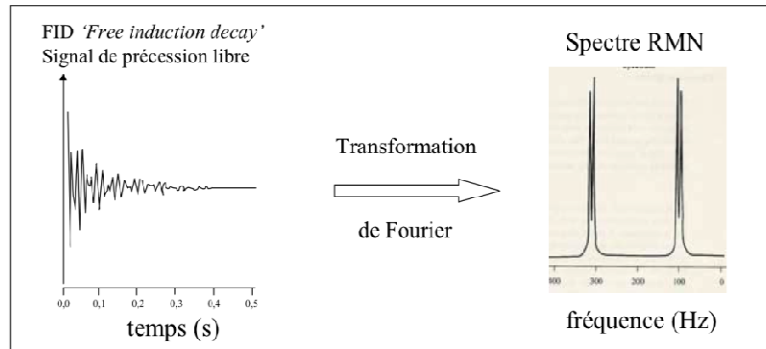 FID ‘Free induction decay’
Signal de précession libre
0,0 0,1 0,2 0,3 0,4 0,5
temps (s)
Transformation
de Fourier
Spectre RMN
300 200 100 0
fréquence (Hz)